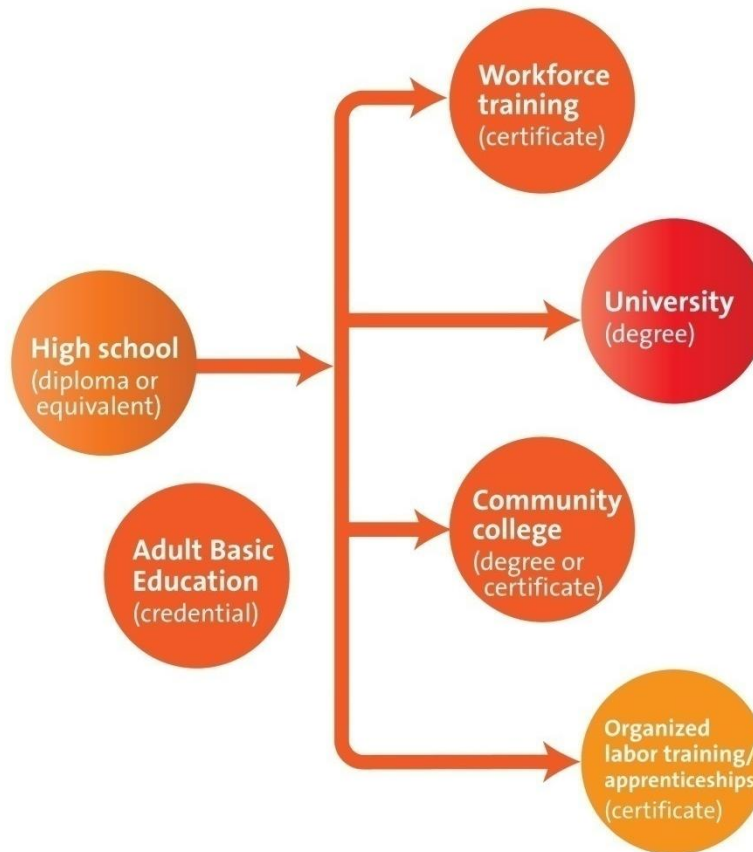 Workforce
training
(certificate)
University
(degree)
High school
(diploma or
equivalent)
Community
college
(degree or
certificate)
Adult Basic
Education
(credential)
Organized
labor training/
apprenticeships
(certificate)